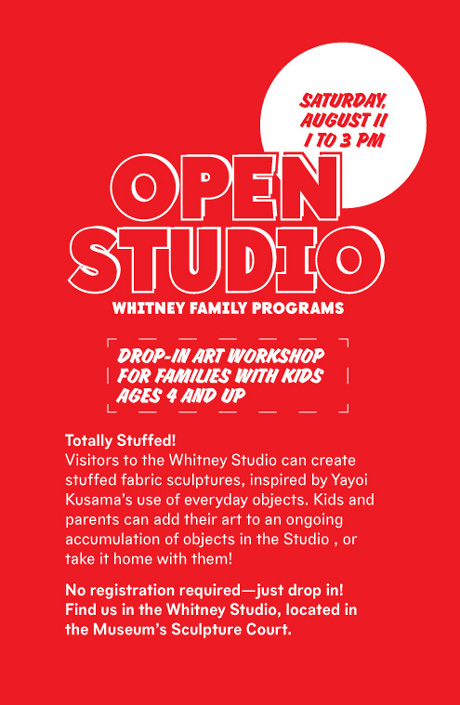 SATURDAY,
AUGUST 11
1 TO 3 PM
OPEN
STUDIO
WHITNEY FAMILY PROGRAMS
DROP-IN ART WORKSHOP
FOR FAMILIES WITH KIDS
AGES 4 AND UP
Totally Stuffed!
Visitors to the Whitney Studio can create
stuffed fabric sculptures, inspired by Yayoi
Kusama's use of everyday objects. Kids and
parents can add their art to an ongoing
accumulation of objects in the Studio , or
take it home with them!
No registration required—just drop in!
Find us in the Whitney Studio, located in
the Museum's Sculpture Court.